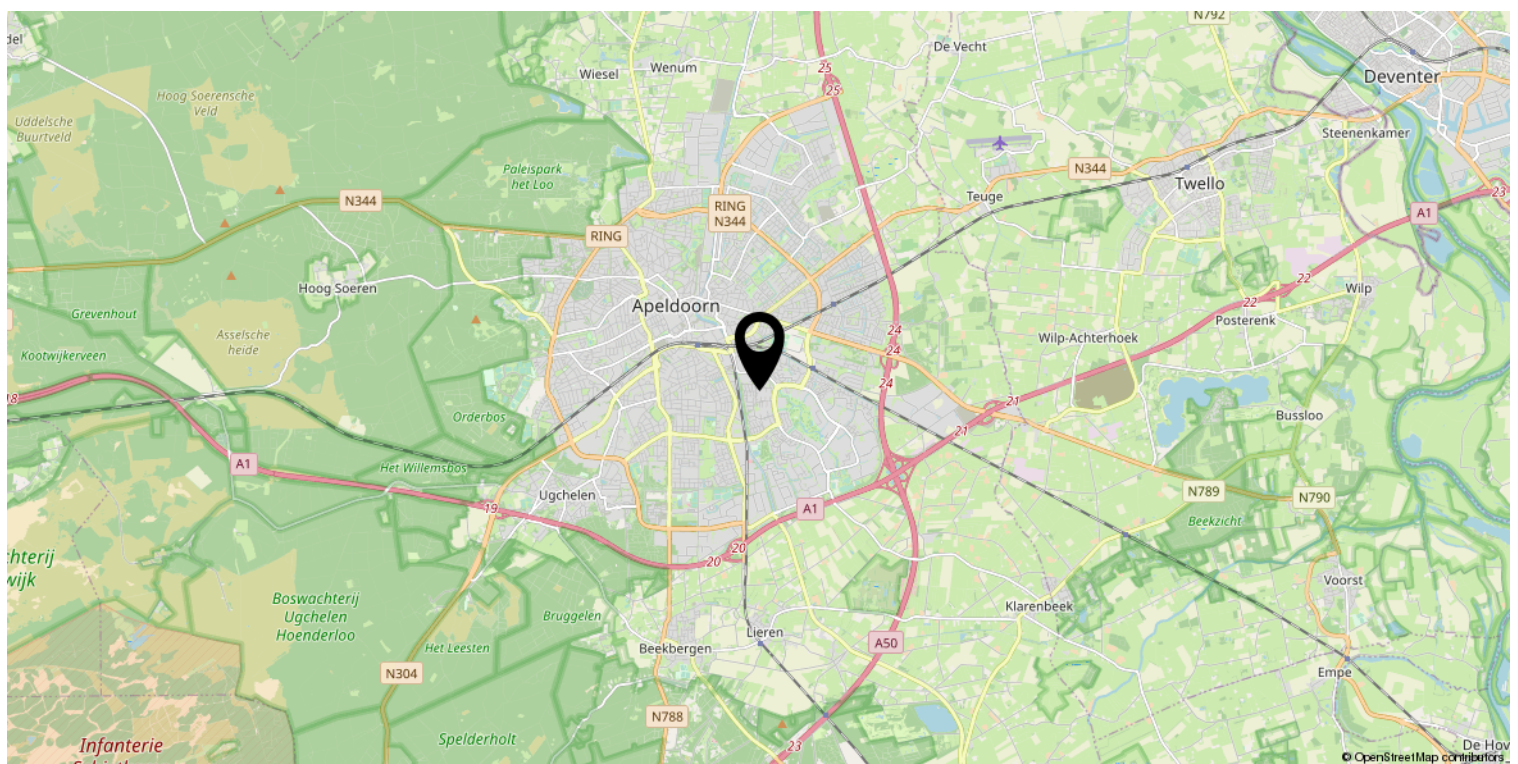 N792
del
De Vecht
25
Wenum
Wiesel
Deventer
25
Hoog Soerensche
Veld
Uddelsche
Buurtveld
Steenenkamer
Paleispark
het Loo
N344
Twello
23
Teuge
N344
RING
N344
A1
RING
22
Hoog Soeren
Wilp
22
Apeldoorn
Grevenhout
Posterenk
24
Asselsche
heide
Wilp-Achterhoek
24
Kootwijkerveen
24
18
21
Orderbos
Bussloo
21
A1
Het Willemsbos
Ugchelen
N789
N790
19
A1
Beekzicht
20
20
chterij
wijk
Voorst
Boswachterij
Ugchelen
Hoenderloo
Klarenbeek
Bruggelen
Lieren
A50
Het Leesten
Beekbergen
N304
Empe
N788
Spelderholt
Infanterie
23
De Hov
© OpenStreetMap contributors